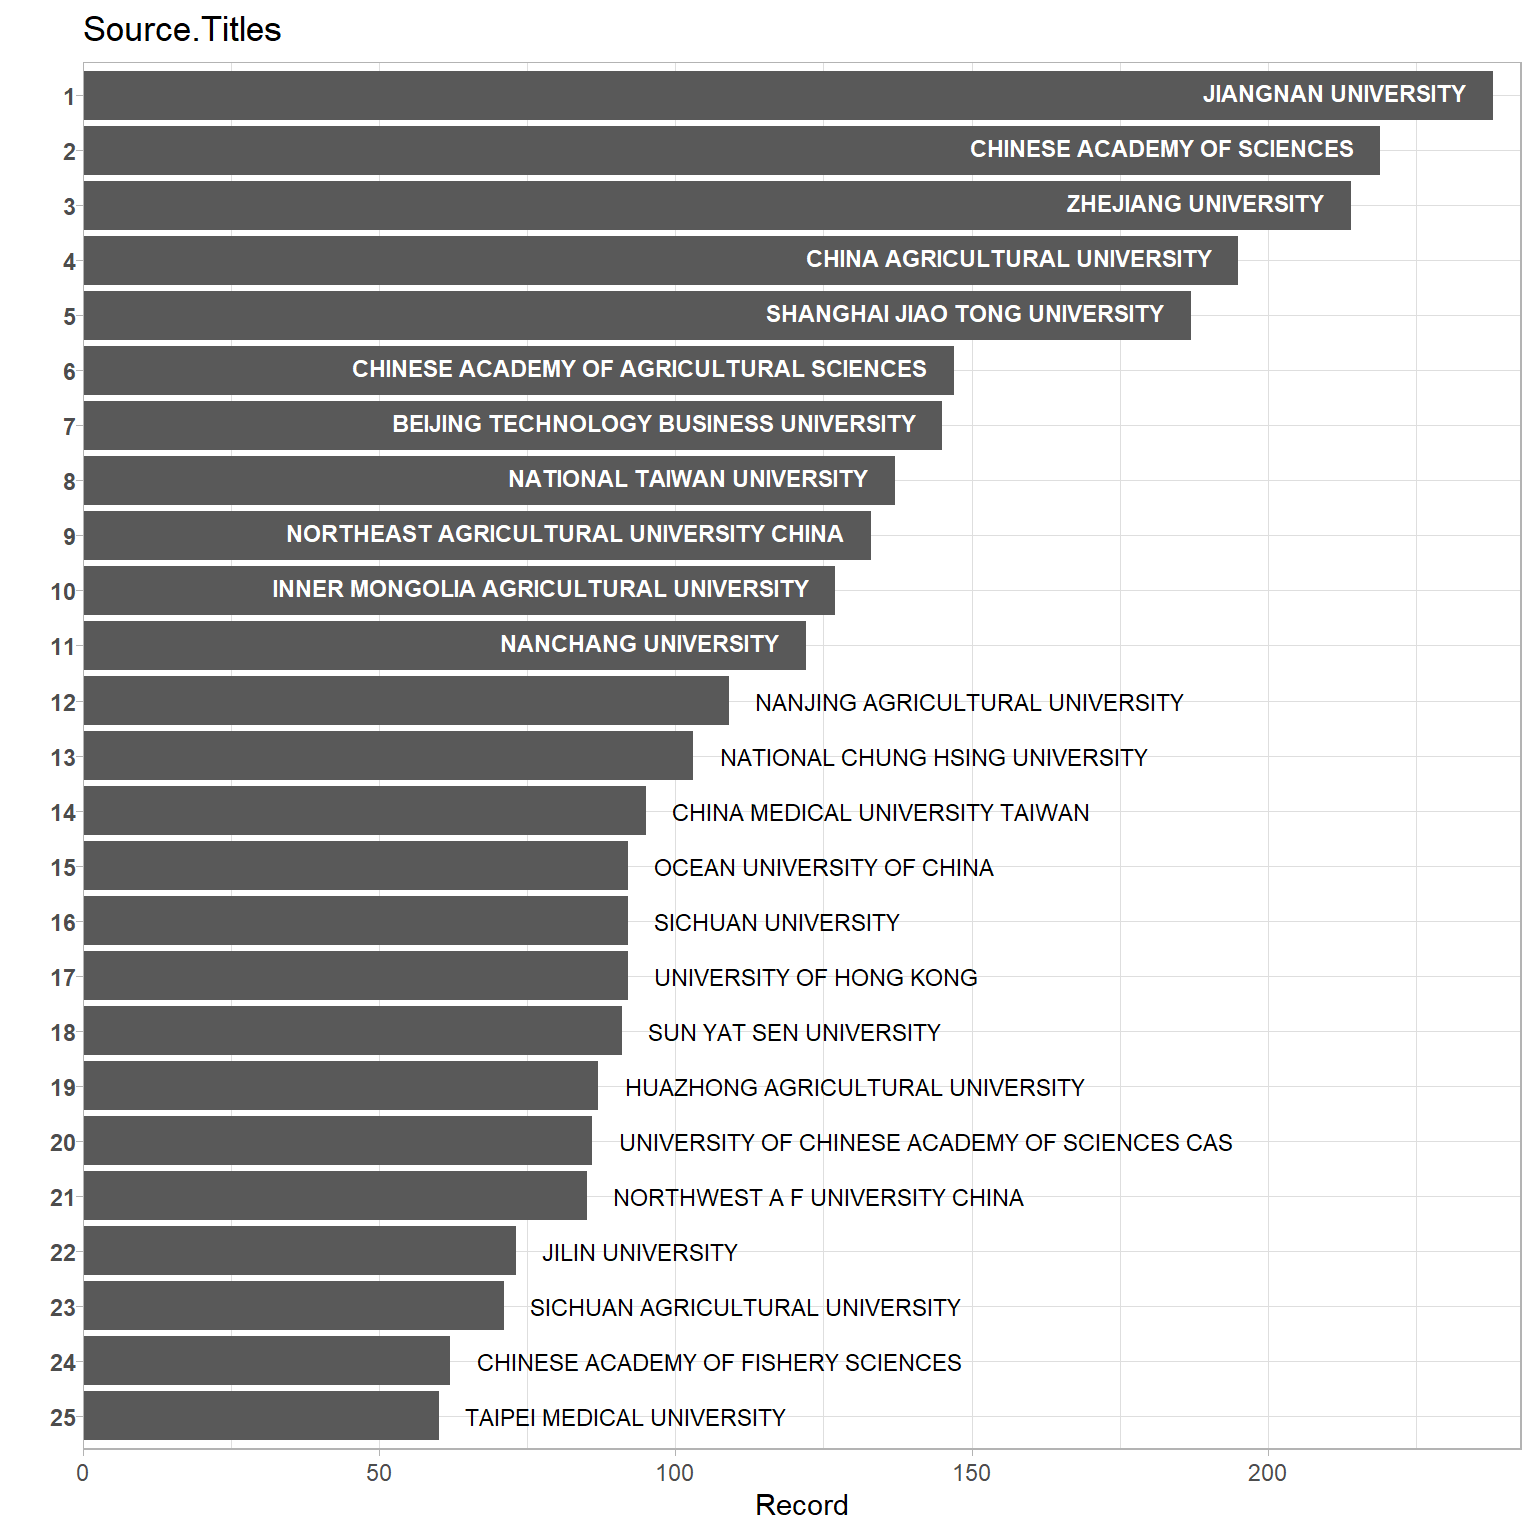 Source.Titles
1 JIANGNAN UNIVERSITY
2 CHINESE ACADEMY OF SCIENCES
3 ZHEJIANG UNIVERSITY
4 CHINA AGRICULTURAL UNIVERSITY
5 SHANGHAI JIAO TONG UNIVERSITY
6 CHINESE ACADEMY OF AGRICULTURAL SCIENCES
7 BEIJING TECHNOLOGY BUSINESS UNIVERSITY
8 NATIONAL TAIWAN UNIVERSITY
9 NORTHEAST AGRICULTURAL UNIVERSITY CHINA
10 INNER MONGOLIA AGRICULTURAL UNIVERSITY
11 NANCHANG UNIVERSITY
12 NANJING AGRICULTURAL UNIVERSITY
13 NATIONAL CHUNG HSING UNIVERSITY
14 CHINA MEDICAL UNIVERSITY TAIWAN
15 OCEAN UNIVERSITY OF CHINA
16 SICHUAN UNIVERSITY
17 UNIVERSITY OF HONG KONG
18 SUN YAT SEN UNIVERSITY
19 HUAZHONG AGRICULTURAL UNIVERSITY
20 UNIVERSITY OF CHINESE ACADEMY OF SCIENCES CAS
21 NORTHWEST A F UNIVERSITY CHINA
22 JILIN UNIVERSITY
23 SICHUAN AGRICULTURAL UNIVERSITY
24 CHINESE ACADEMY OF FISHERY SCIENCES
25 TAIPEI MEDICAL UNIVERSITY
0 50 100 150 200
Record